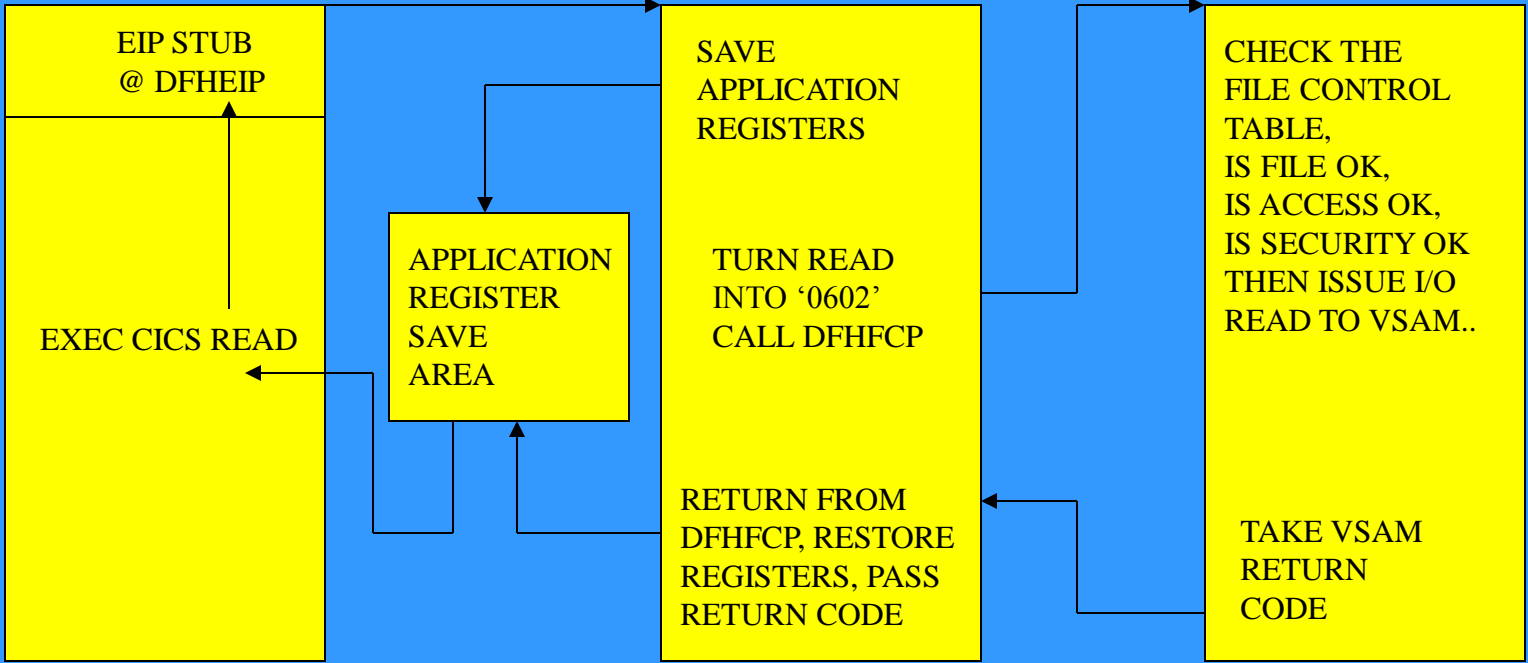 EIP STUB
@ DFHEIP
EXEC CICS READ
APPLICATION
REGISTER
SAVE
AREA
SAVE
APPLICATION
REGISTERS
TURN READ
INTO ‘0602’
CALL DFHFCP
RETURN FROM
DFHFCP, RESTORE
REGISTERS, PASS
RETURN CODE
CHECK THE
FILE CONTROL
TABLE,
IS FILE OK,
IS ACCESS OK,
IS SECURITY OK
THEN ISSUE I/O
READ TO VSAM..
TAKE VSAM
RETURN
CODE